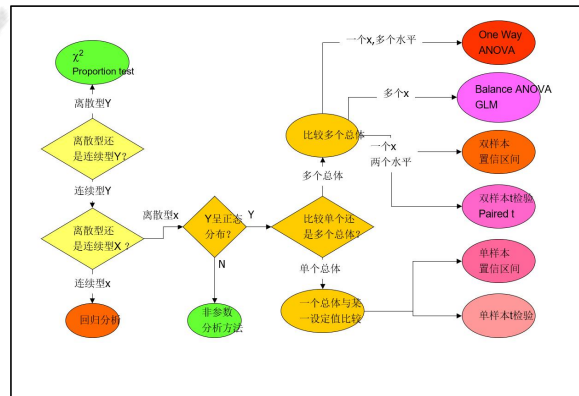 一个x,多个水平
One Way
ANOVA
χ²
Proportion test
多个x
Balance ANOVA
GLM
离散型Y
比较多个总体
一个x
两个水平
双样本
置信区间
离散型还
是连续型Y?
多个总体
双样本t检验
Paired t
连续型Y
离散型还
是连续型X ?
离散型x
Y呈正态
分布?
Y
比较单个还
是多个总体?
单样本
置信区间
连续型x
N
单个总体
回归分析
非参数
分析方法
一个总体与某
一设定值比较
单样本t检验